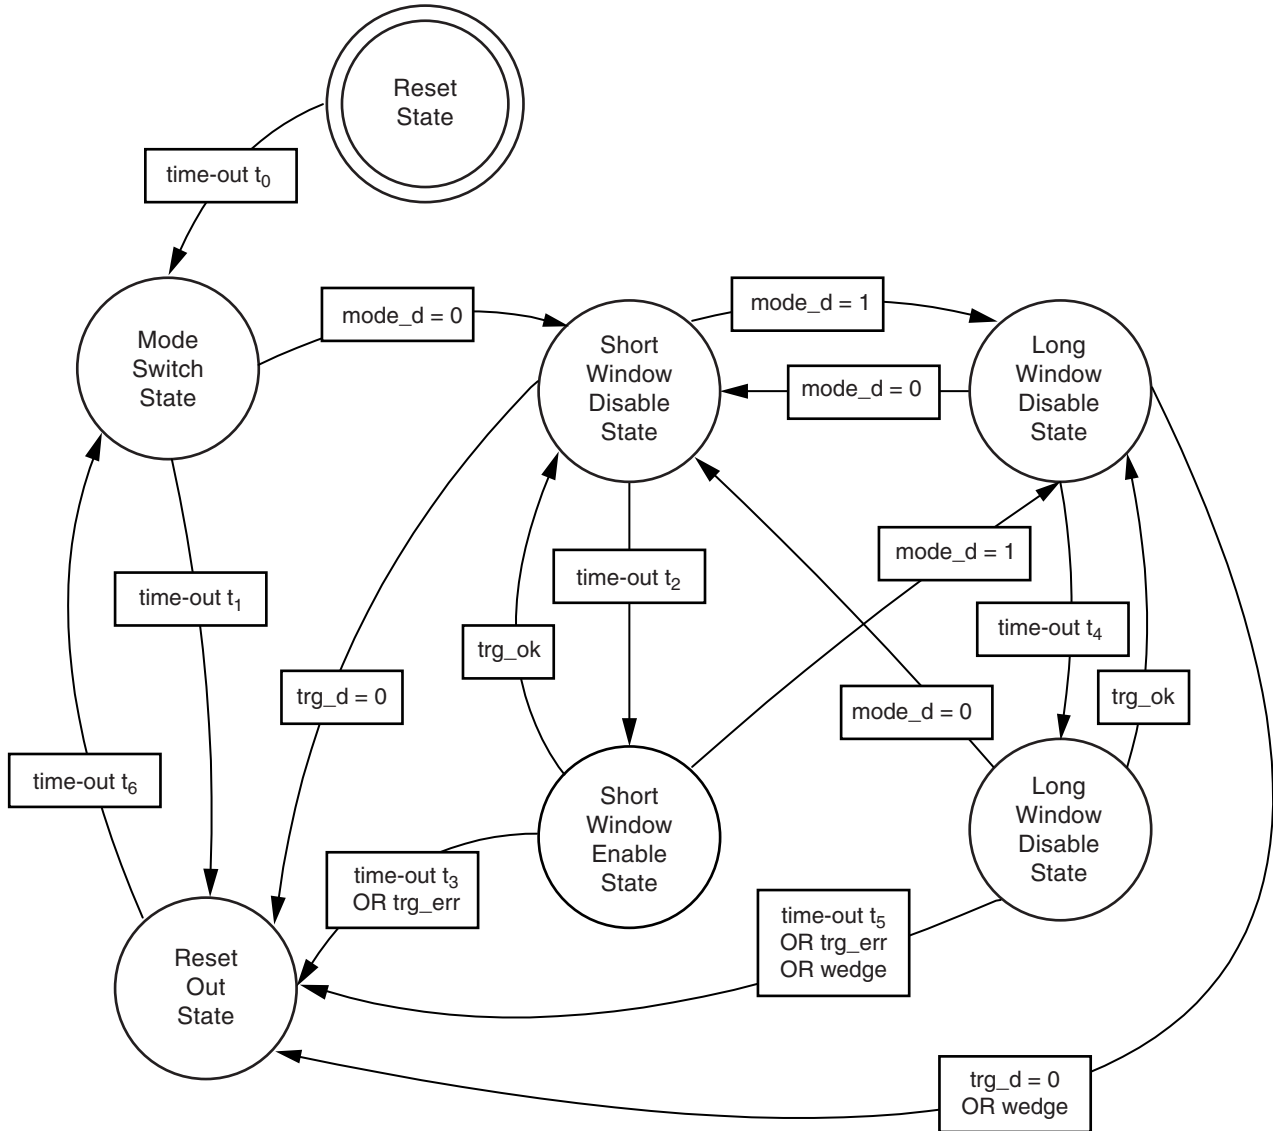 Reset
State
time-out t0
Mode
Switch
State
mode_d = 0
Short
Window
Disable
State
mode_d = 1
mode_d = 0
Long
Window
Disable
State
time-out t1
time-out t2
mode_d = 1
time-out t4
trg_ok
trg_d = 0
mode_d = 0
trg_ok
time-out t6
Short
Window
Enable
State
Long
Window
Disable
State
time-out t3
OR trg_err
time-out t5
OR trg_err
OR wedge
Reset
Out
State
trg_d = 0
OR wedge